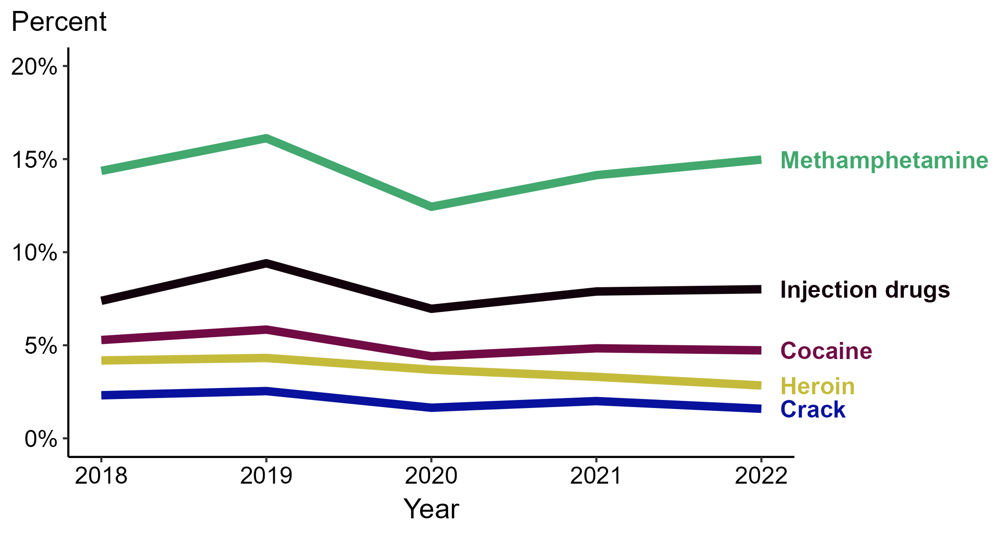 Percent
20%
15%
10%
5%
0%
Methamphetamine
Injection drugs
Cocaine
Heroin
Crack
2018 2019 2020 2021 2022
Year